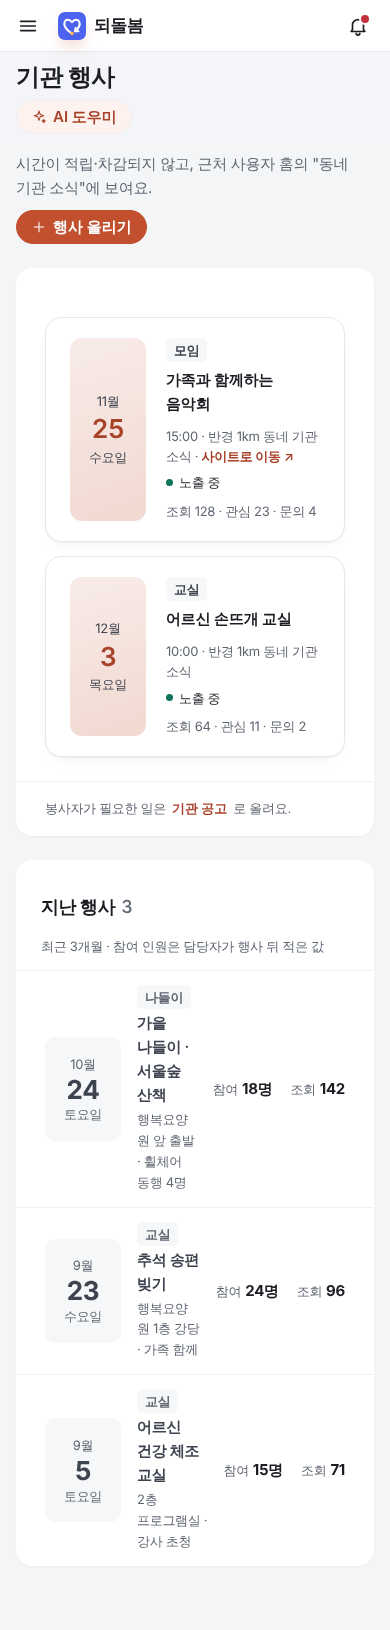 되돌봄
기관 행사
AI 도우미
시간이 적립·차감되지 않고, 근처 사용자 홈의 "동네
기관 소식"에 보여요.
+ 행사 올리기
11월
25
수요일
모임
가족과 함께하는
음악회
15:00 · 반경 1km 동네 기관
소식 · 사이트로 이동 ↗
노출 중
조회 128 · 관심 23 · 문의 4
12월
3
목요일
교실
어르신 손뜨개 교실
10:00 · 반경 1km 동네 기관
소식
노출 중
조회 64 · 관심 11 · 문의 2
봉사자가 필요한 일은 기관 공고 로 올려요.
지난 행사 3
최근 3개월 · 참여 인원은 담당자가 행사 뒤 적은 값
10월
24
토요일
나들이
가을
나들이 ·
서울숲
산책
행복요양
원 앞 출발
· 휠체어
동행 4명
참여 18명 조회 142
9월
23
수요일
교실
추석 송편
빚기
행복요양
원 1층 강당
· 가족 함께
참여 24명 조회 96
9월
5
토요일
교실
어르신
건강 체조
교실
2층
프로그램실 ·
강사 초청
참여 15명 조회 71